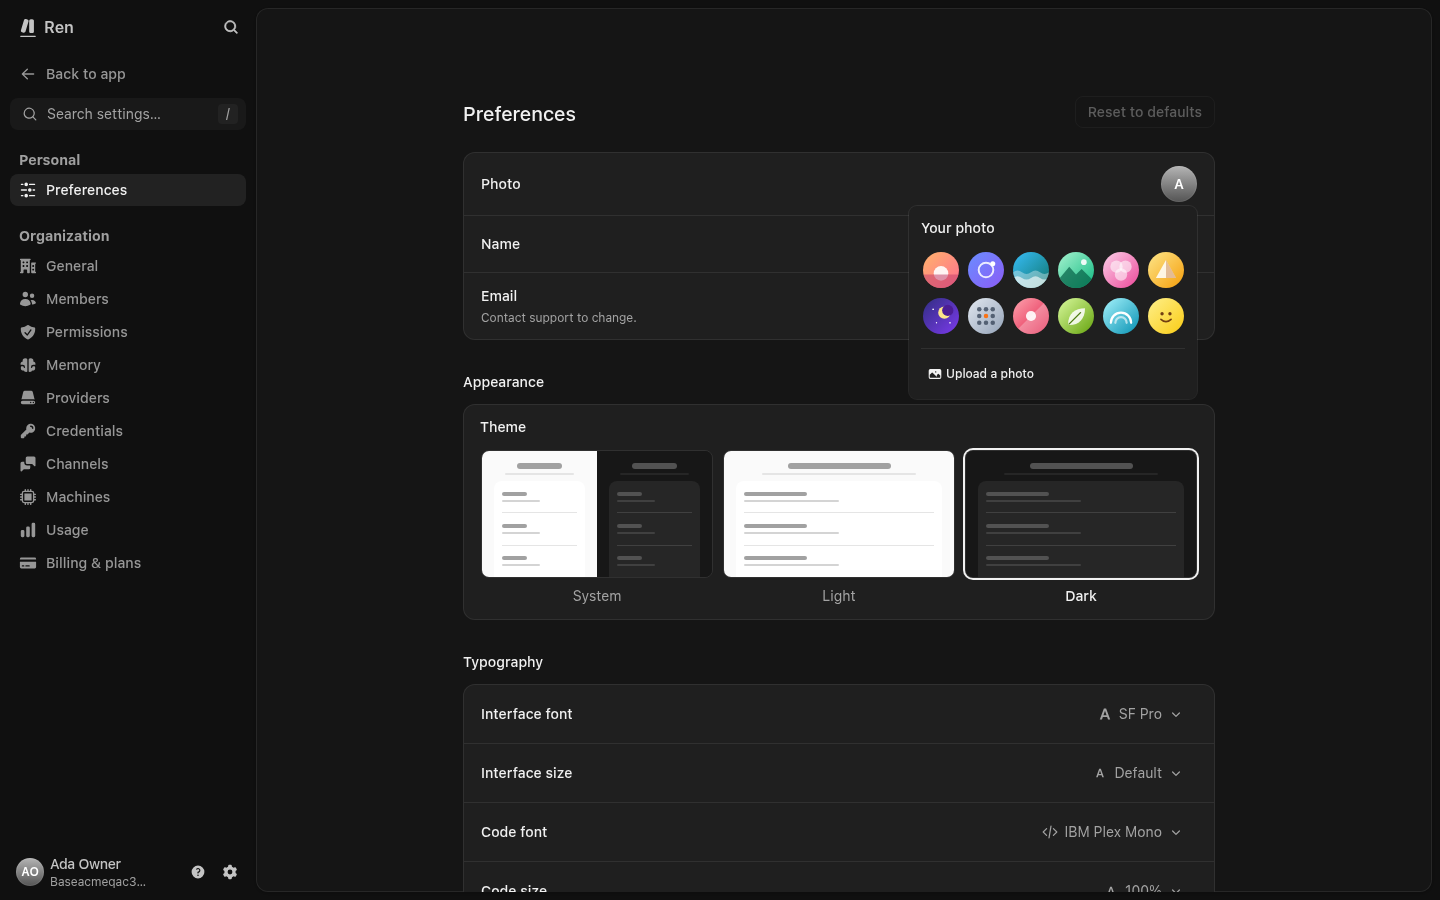 Ren
Back to app
Search settings... /
Personal
Preferences
Organization
General
Members
Permissions
Memory
Providers
Credentials
Channels
Machines
Usage
Billing & plans
AO
Ada Owner
Baseacmeqac3...
Preferences
Reset to defaults
Photo
A
Name
Email
Contact support to change.
Your photo
Upload a photo
Appearance
Theme
System
Light
Dark
Typography
Interface font
A SF Pro
Interface size
A Default
Code font
</> IBM Plex Mono
Code size
A 100%